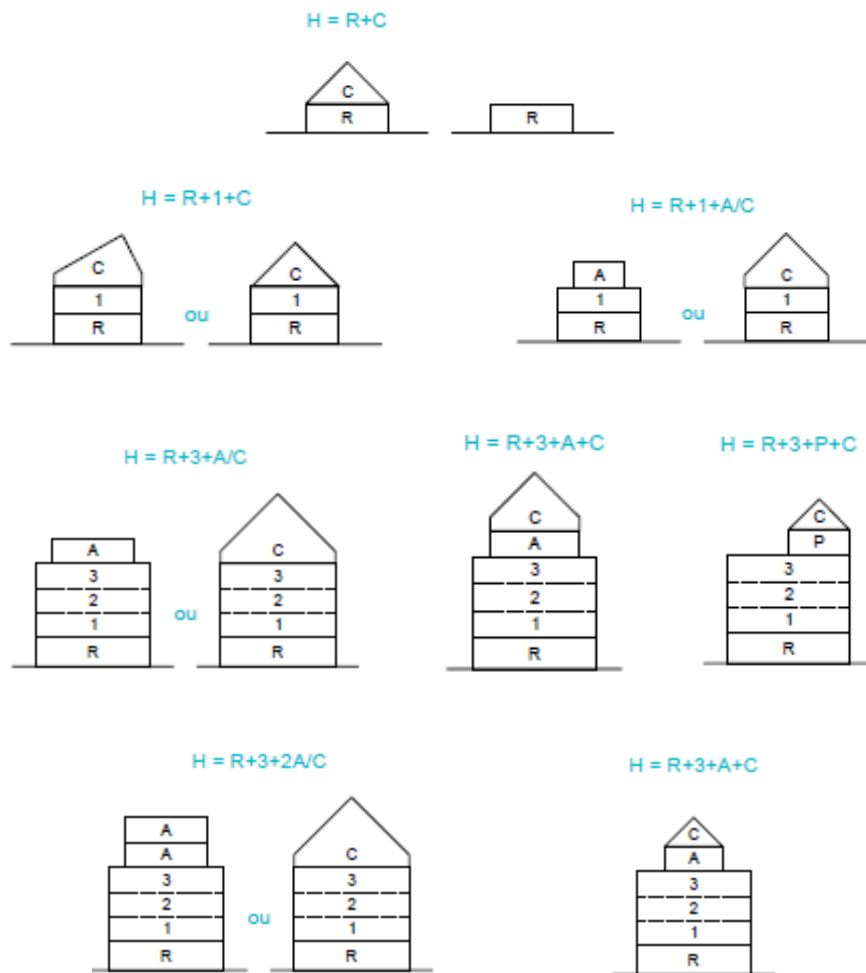 H = R+C
C
R R
H = R+1+C
H = R+1+A/C
C C A C
1 1 1 1
ou ou
R R R R
H = R+3+A/C
H = R+3+A+C
H = R+3+P+C
A C C C
A P
3 3 3 3
2 2 2 2
ou
1 1 1 1
R R R R
H = R+3+2A/C
H = R+3+A+C
A C
A C A
3 3 3
2 2 2
ou
1 1 1
R R R